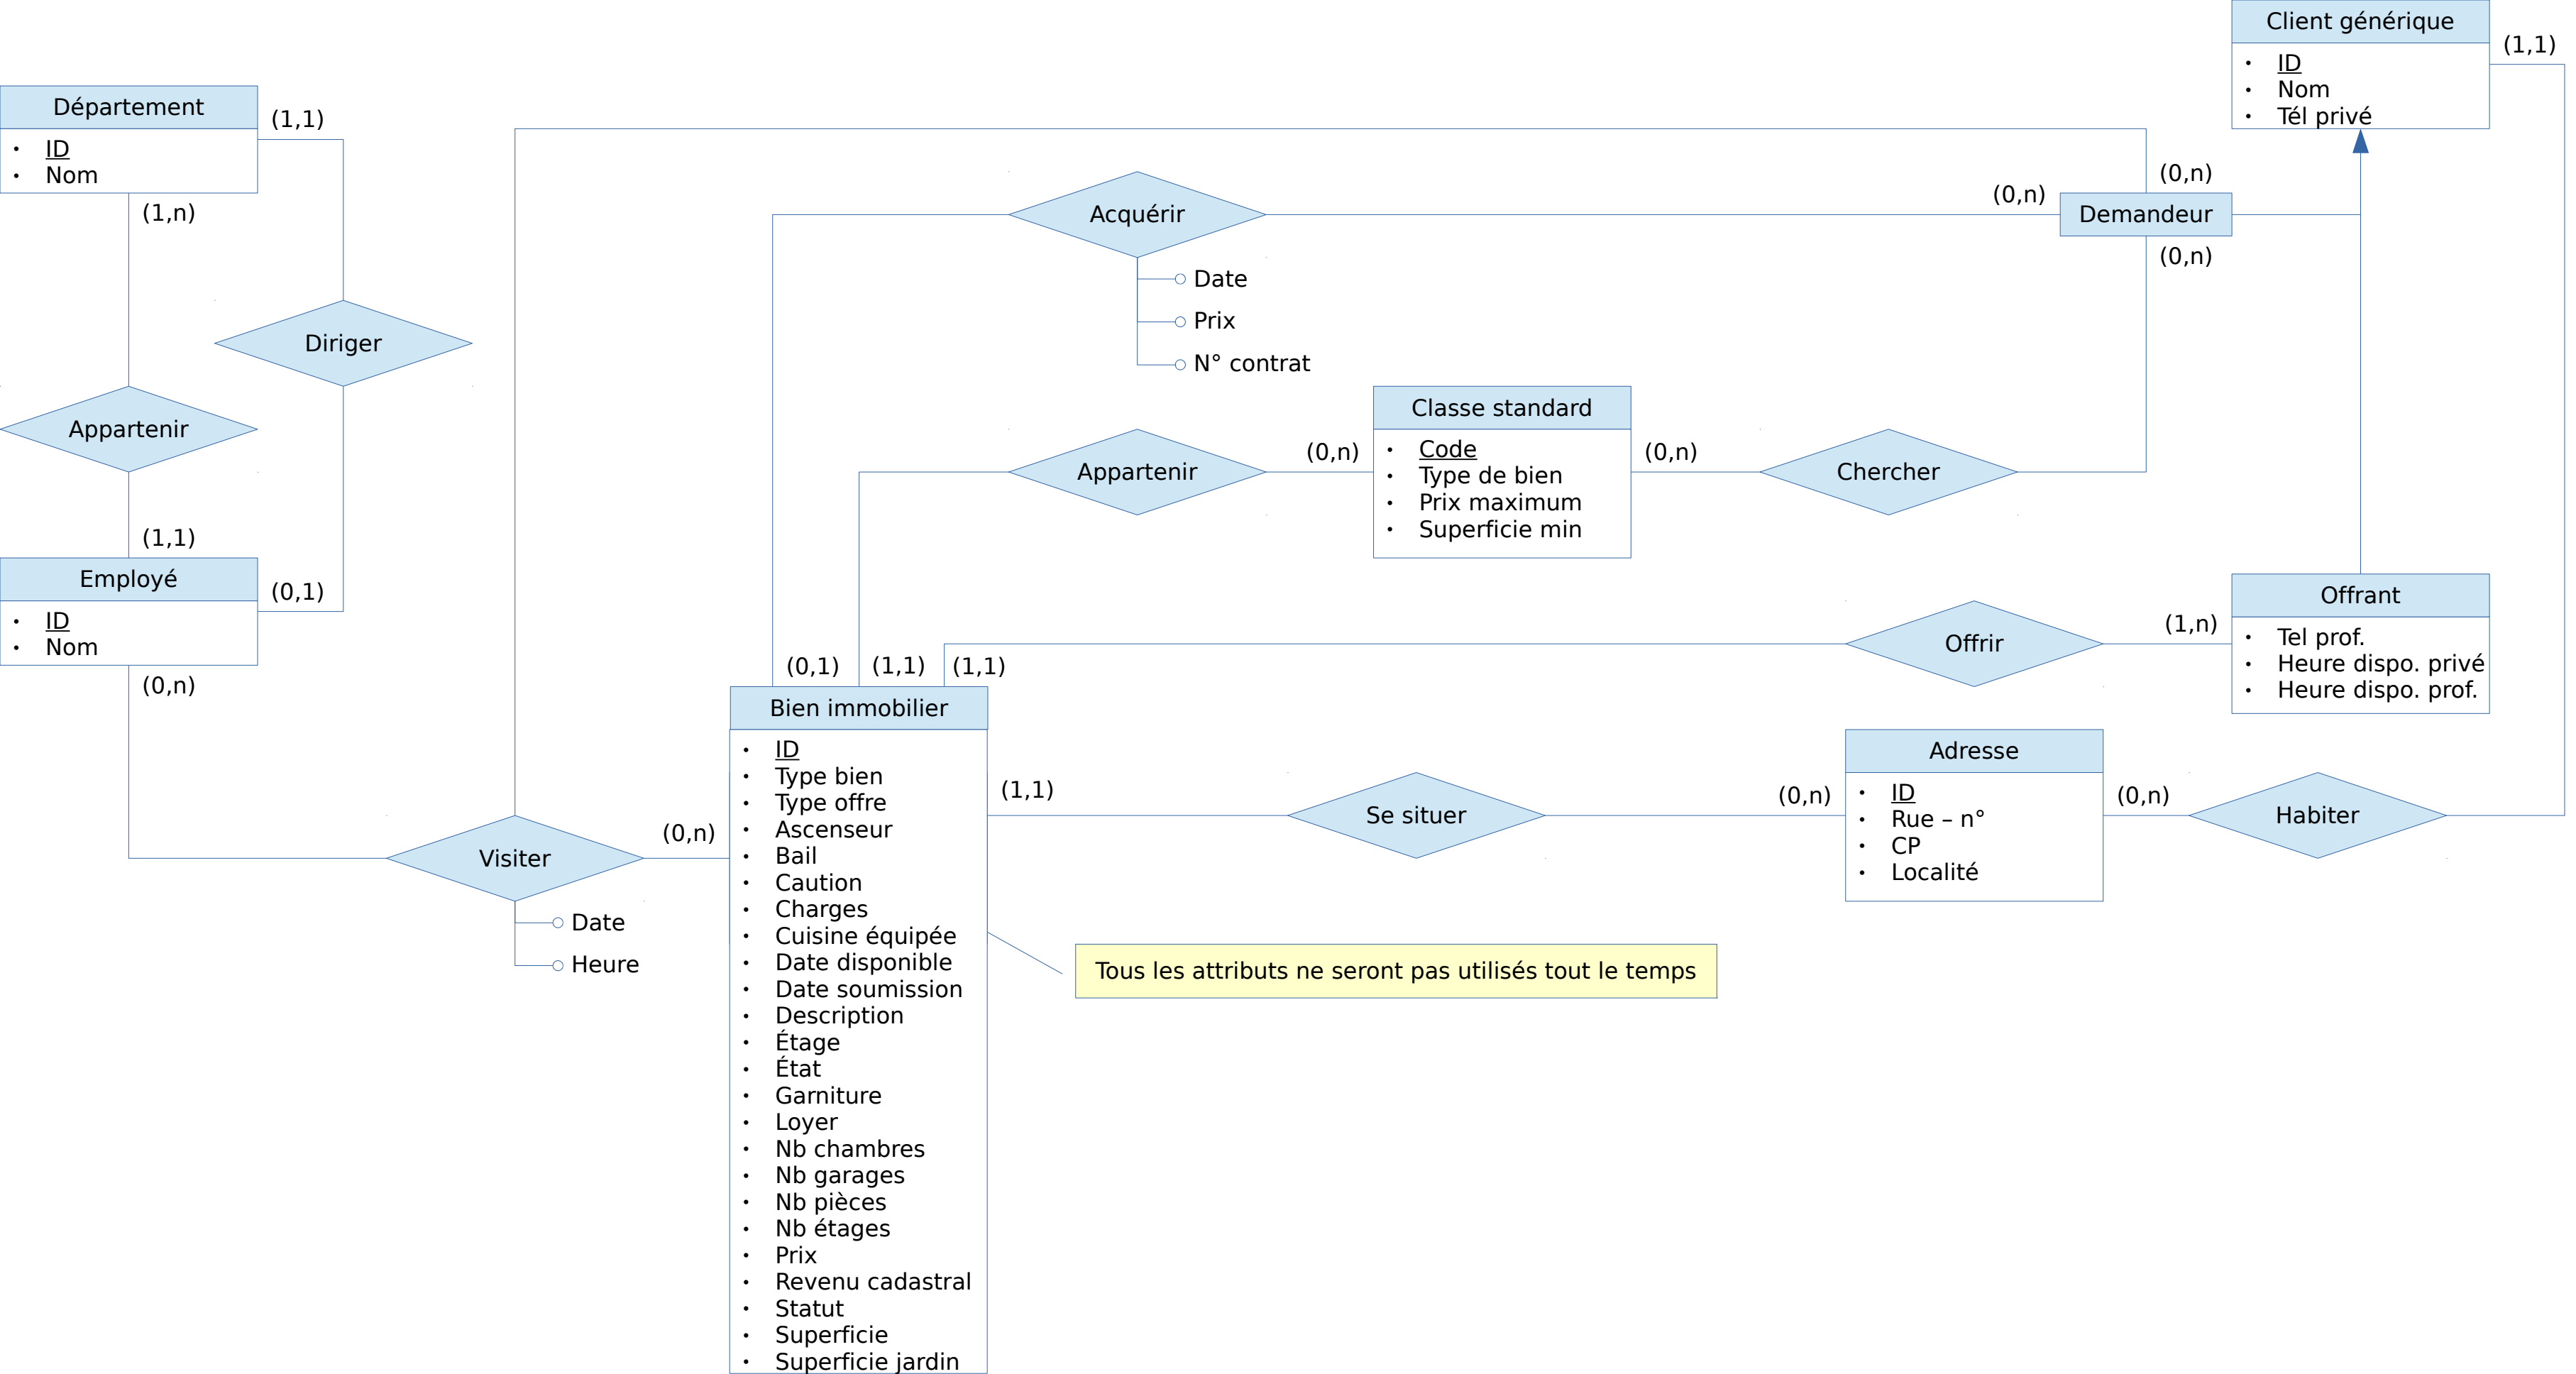 Client générique
(1,1)
• ID
• Nom
• Tél privé
Département
(1,1)
• ID
• Nom
(1,n)
Diriger
Appartenir
(1,1)
Employé
(0,1)
• ID
• Nom
(0,n)
Acquérir
Date
Prix
N° contrat
(0,n)
(0,n)
Demandeur
(0,n)
Appartenir
(0,n)
Classe standard
• Code
• Type de bien
• Prix maximum
• Superficie min
(0,n)
Chercher
Offrir
(1,n)
Offrant
• Tel prof.
• Heure dispo. privé
• Heure dispo. prof.
(0,1)
(1,1)
(1,1)
Bien immobilier
• ID
• Type bien
• Type offre
• Ascenseur
• Bail
• Caution
• Charges
• Cuisine équipée
• Date disponible
• Date soumission
• Description
• Étage
• État
• Garniture
• Loyer
• Nb chambres
• Nb garages
• Nb pièces
• Nb étages
• Prix
• Revenu cadastral
• Statut
• Superficie
• Superficie jardin
Visiter
(0,n)
Date
Heure
(1,1)
Se situer
(0,n)
Adresse
• ID
• Rue – n°
• CP
• Localité
(0,n)
Habiter
Tous les attributs ne seront pas utilisés tout le temps